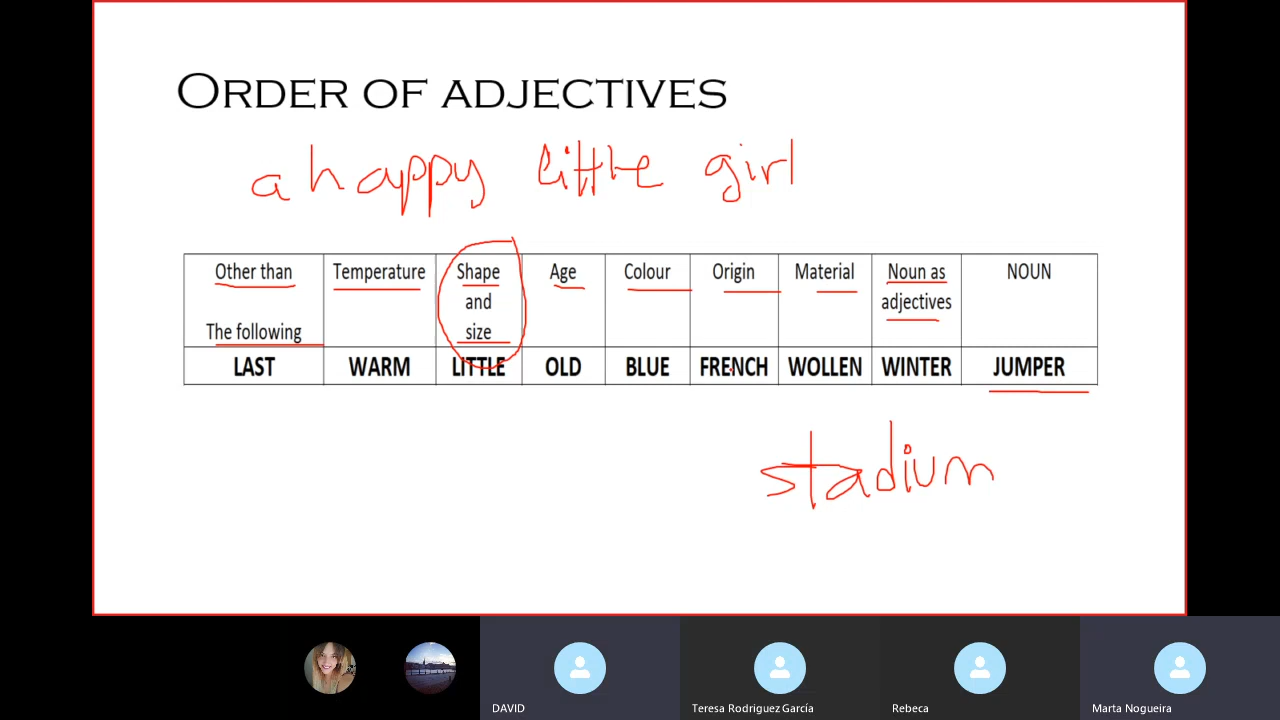 ORDER OF ADJECTIVES
a happy little girl
Other than The following Temperature Shape and size Age Colour Origin Material Noun as adjectives NOUN
LAST WARM LITTLE OLD BLUE FRENCH WOLLEN WINTER JUMPER
stadium
DAVID Teresa Rodriguez García Rebeca Marta Nogueira